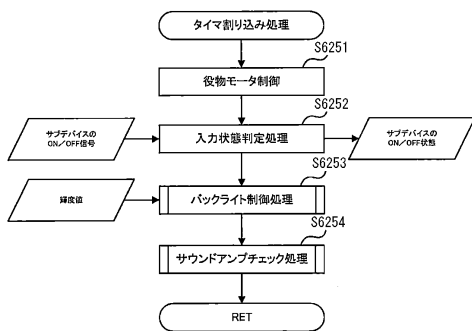 タイマ割り込み処理
S6251
役物モータ制御
S6252
サブデバイスの
ON／OFF信号
入力状態判定処理
サブデバイスの
ON／OFF状態
S6253
輝度値
バックライト制御処理
S6254
サウンドアンプチェック処理
RET